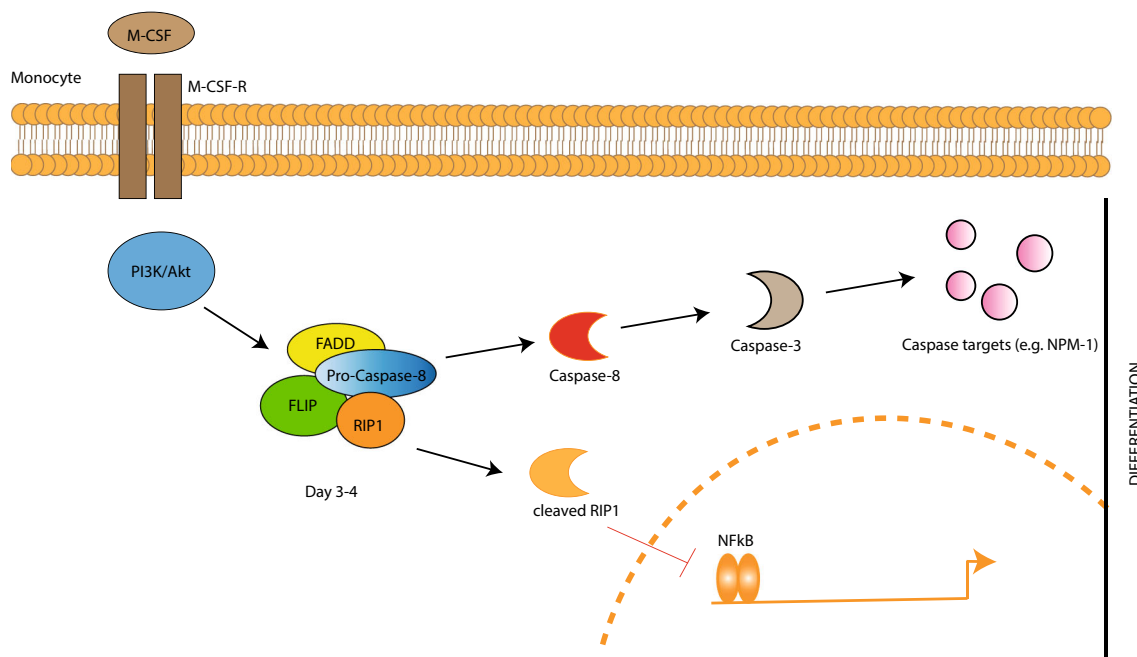 M-CSF
Monocyte
M-CSF-R
PI3K/Akt
FADD
Pro-Caspase-8
FLIP
RIP1
Day 3-4
Caspase-8
Caspase-3
Caspase targets (e.g. NPM-1)
cleaved RIP1
NFkB
DIFFERENTIATION